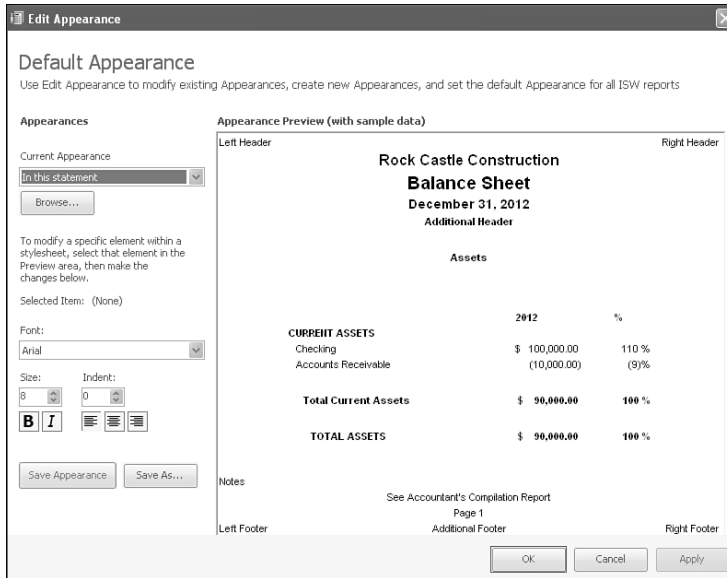 Edit Appearance
Default Appearance
Use Edit Appearance to modify existing Appearances, create new Appearances, and set the default Appearance for all ISW reports
Appearances
Current Appearance
In this statement
Browse...
To modify a specific element within a
stylesheet, select that element in the
Preview area, then make the
changes below.
Selected Item: (None)
Font:
Arial
Size: Indent:
8 0
B I
Save Appearance Save As...
Appearance Preview (with sample data)
Left Header Right Header
Rock Castle Construction
Balance Sheet
December 31, 2012
Additional Header
Assets
2012 %
CURRENT ASSETS
Checking $ 100,000.00 110 %
Accounts Receivable (10,000.00) (9)%
Total Current Assets $ 90,000.00 100 %
TOTAL ASSETS $ 90,000.00 100 %
Notes
See Accountant's Compilation Report
Page 1
Left Footer Additional Footer Right Footer
OK Cancel Apply